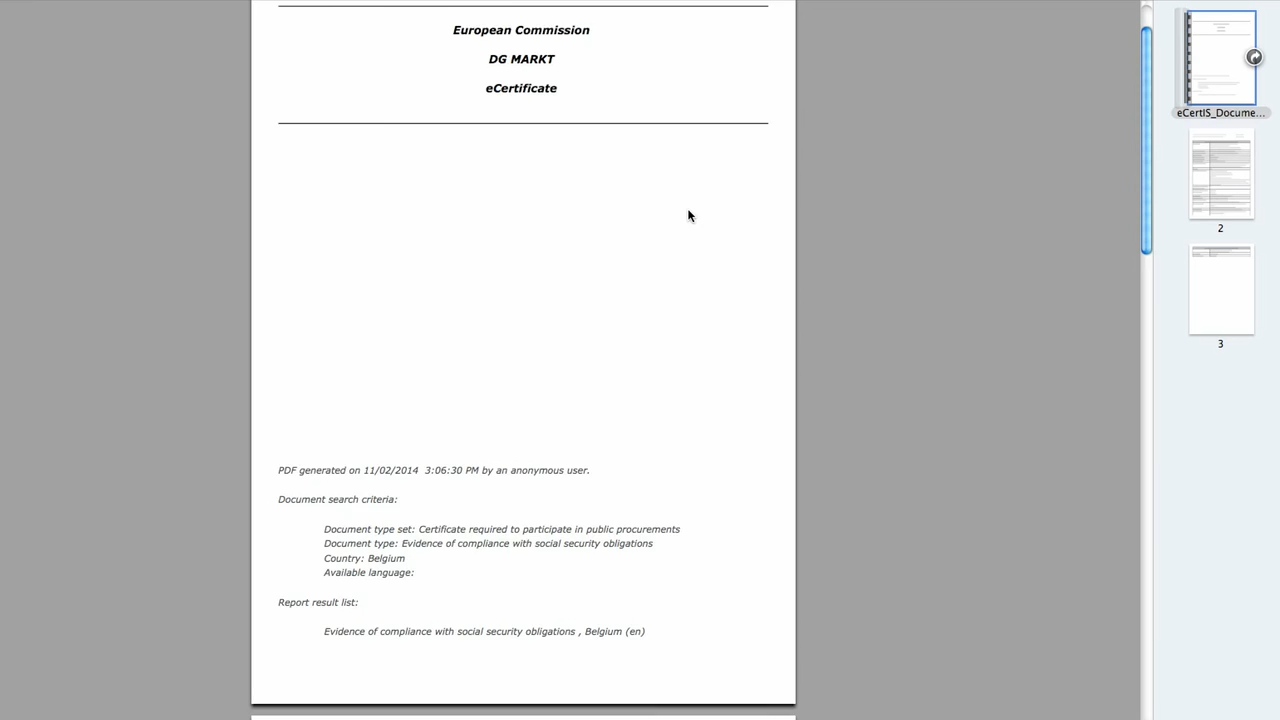 European Commission
DG MARKT
eCertificate
PDF generated on 11/02/2014 3:06:30 PM by an anonymous user.
Document search criteria:
Document type set: Certificate required to participate in public procurements
Document type: Evidence of compliance with social security obligations
Country: Belgium
Available language:
Report result list:
Evidence of compliance with social security obligations , Belgium (en)
eCertIS_Docume...
2
3